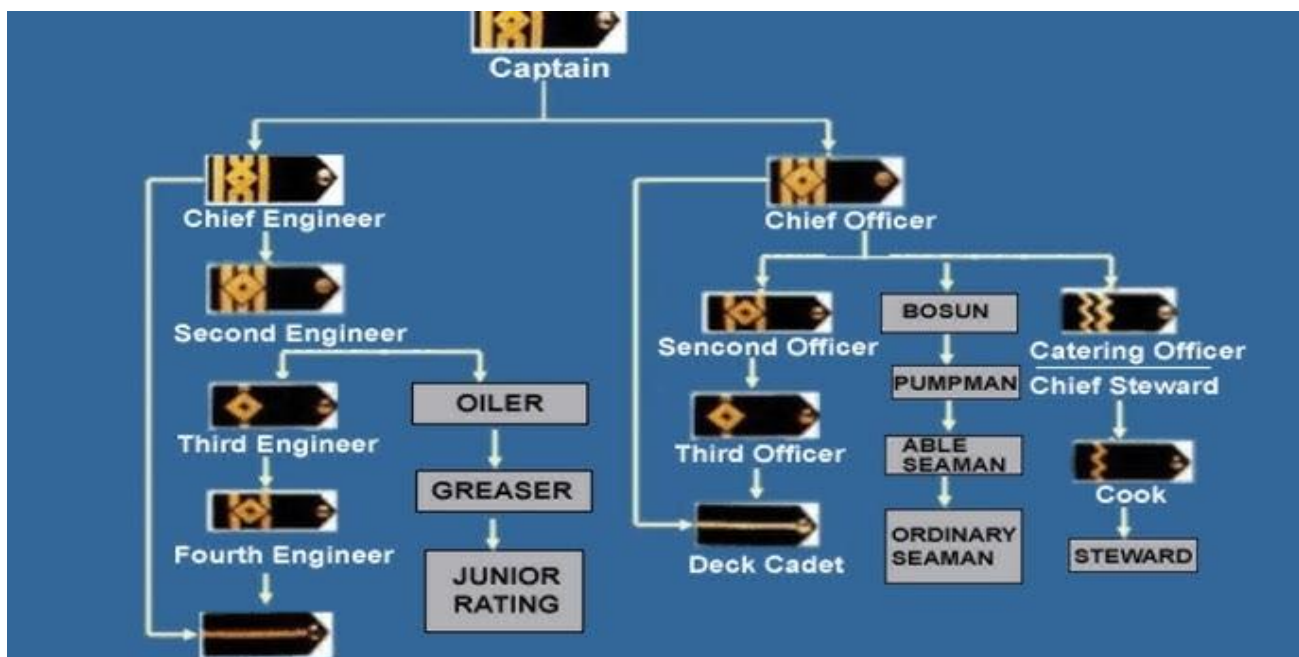 Captain
Chief Engineer
Second Engineer
Third Engineer
Fourth Engineer
OILER
GREASER
JUNIOR
RATING
Chief Officer
Sencond Officer
Third Officer
Deck Cadet
BOSUN
PUMPMAN
ABLE
SEAMAN
ORDINARY
SEAMAN
Catering Officer
Chief Steward
Cook
STEWARD